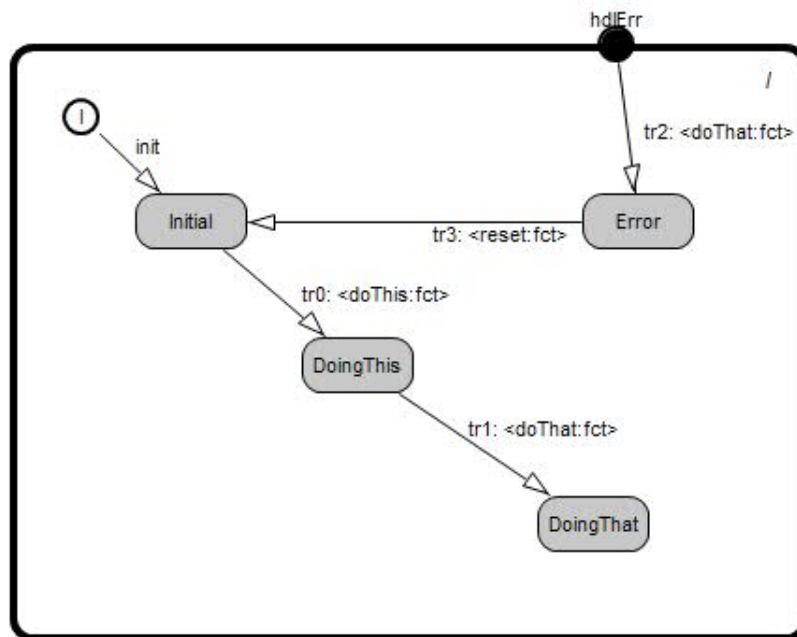 hdlErr
/
I
init
tr2: <doThat:fct>
Initial
Error
tr3: <reset:fct>
tr0: <doThis:fct>
DoingThis
tr1: <doThat:fct>
DoingThat